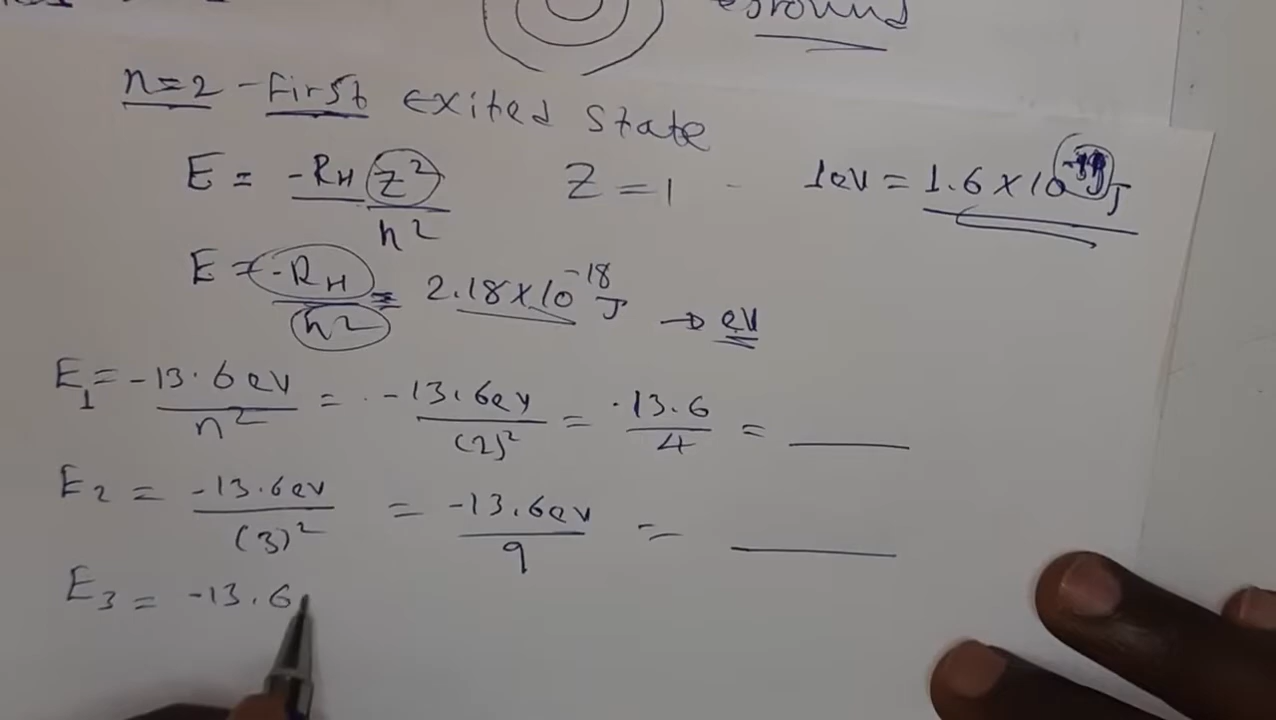 Ground
n=2 - First Exited State
E = -RH Z² / n²    Z = 1 -    1eV = 1.6 × 10 J
E = -RH / n² = 2.18×10⁻¹⁸ J → eV
E1 = -13.6 eV / n² = -13.6 eV / (2)² = -13.6 / 4 = ____
E2 = -13.6 eV / (3)² = -13.6 eV / 9 = ____
E3 = -13.6